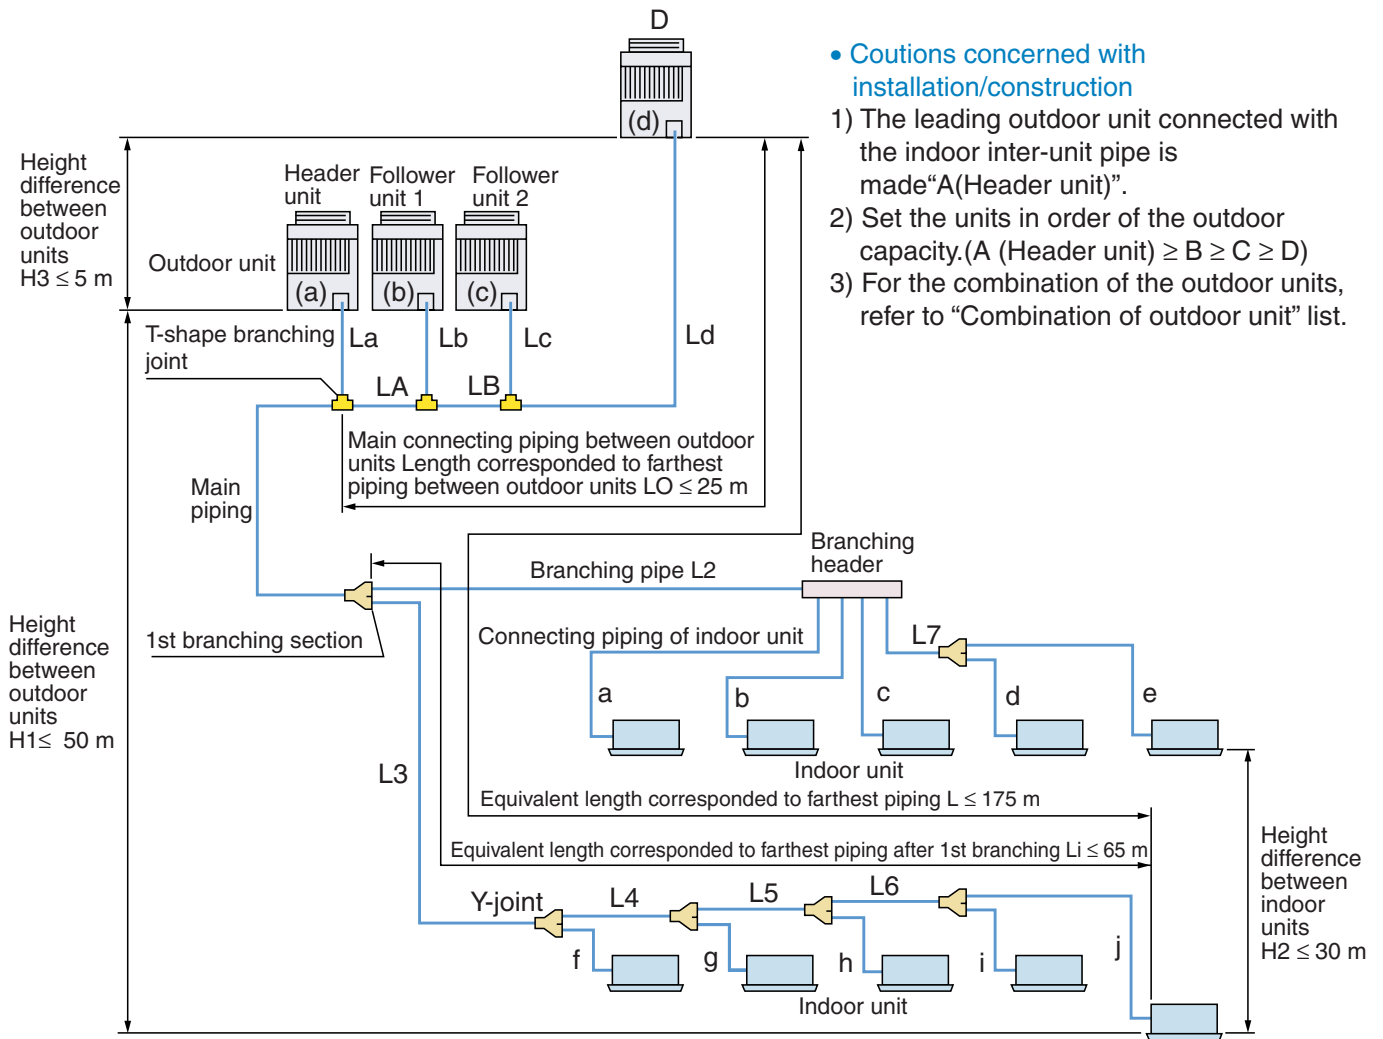 D
• Coutions concerned with
installation/construction
1) The leading outdoor unit connected with
the indoor inter-unit pipe is
made“A(Header unit)”.
2) Set the units in order of the outdoor
capacity.(A (Header unit) ≥ B ≥ C ≥ D)
3) For the combination of the outdoor units,
refer to “Combination of outdoor unit” list.
(d)
Height
difference
between
outdoor
units
H3 ≤ 5 m
Header
unit
Follower
unit 1
Follower
unit 2
Outdoor unit
(a)
(b)
(c)
T-shape branching
joint
La
Lb
Lc
Ld
LA
LB
Main connecting piping between outdoor
units Length corresponded to farthest
piping between outdoor units LO ≤ 25 m
Main
piping
Branching
header
Branching pipe L2
1st branching section
Connecting piping of indoor unit
L7
Height
difference
between
outdoor
units
H1≤ 50 m
a
b
c
d
e
Indoor unit
L3
Equivalent length corresponded to farthest piping L ≤ 175 m
Equivalent length corresponded to farthest piping after 1st branching Li ≤ 65 m
Height
difference
between
indoor
units
H2 ≤ 30 m
Y-joint
L4
L5
L6
f
g
h
i
j
Indoor unit